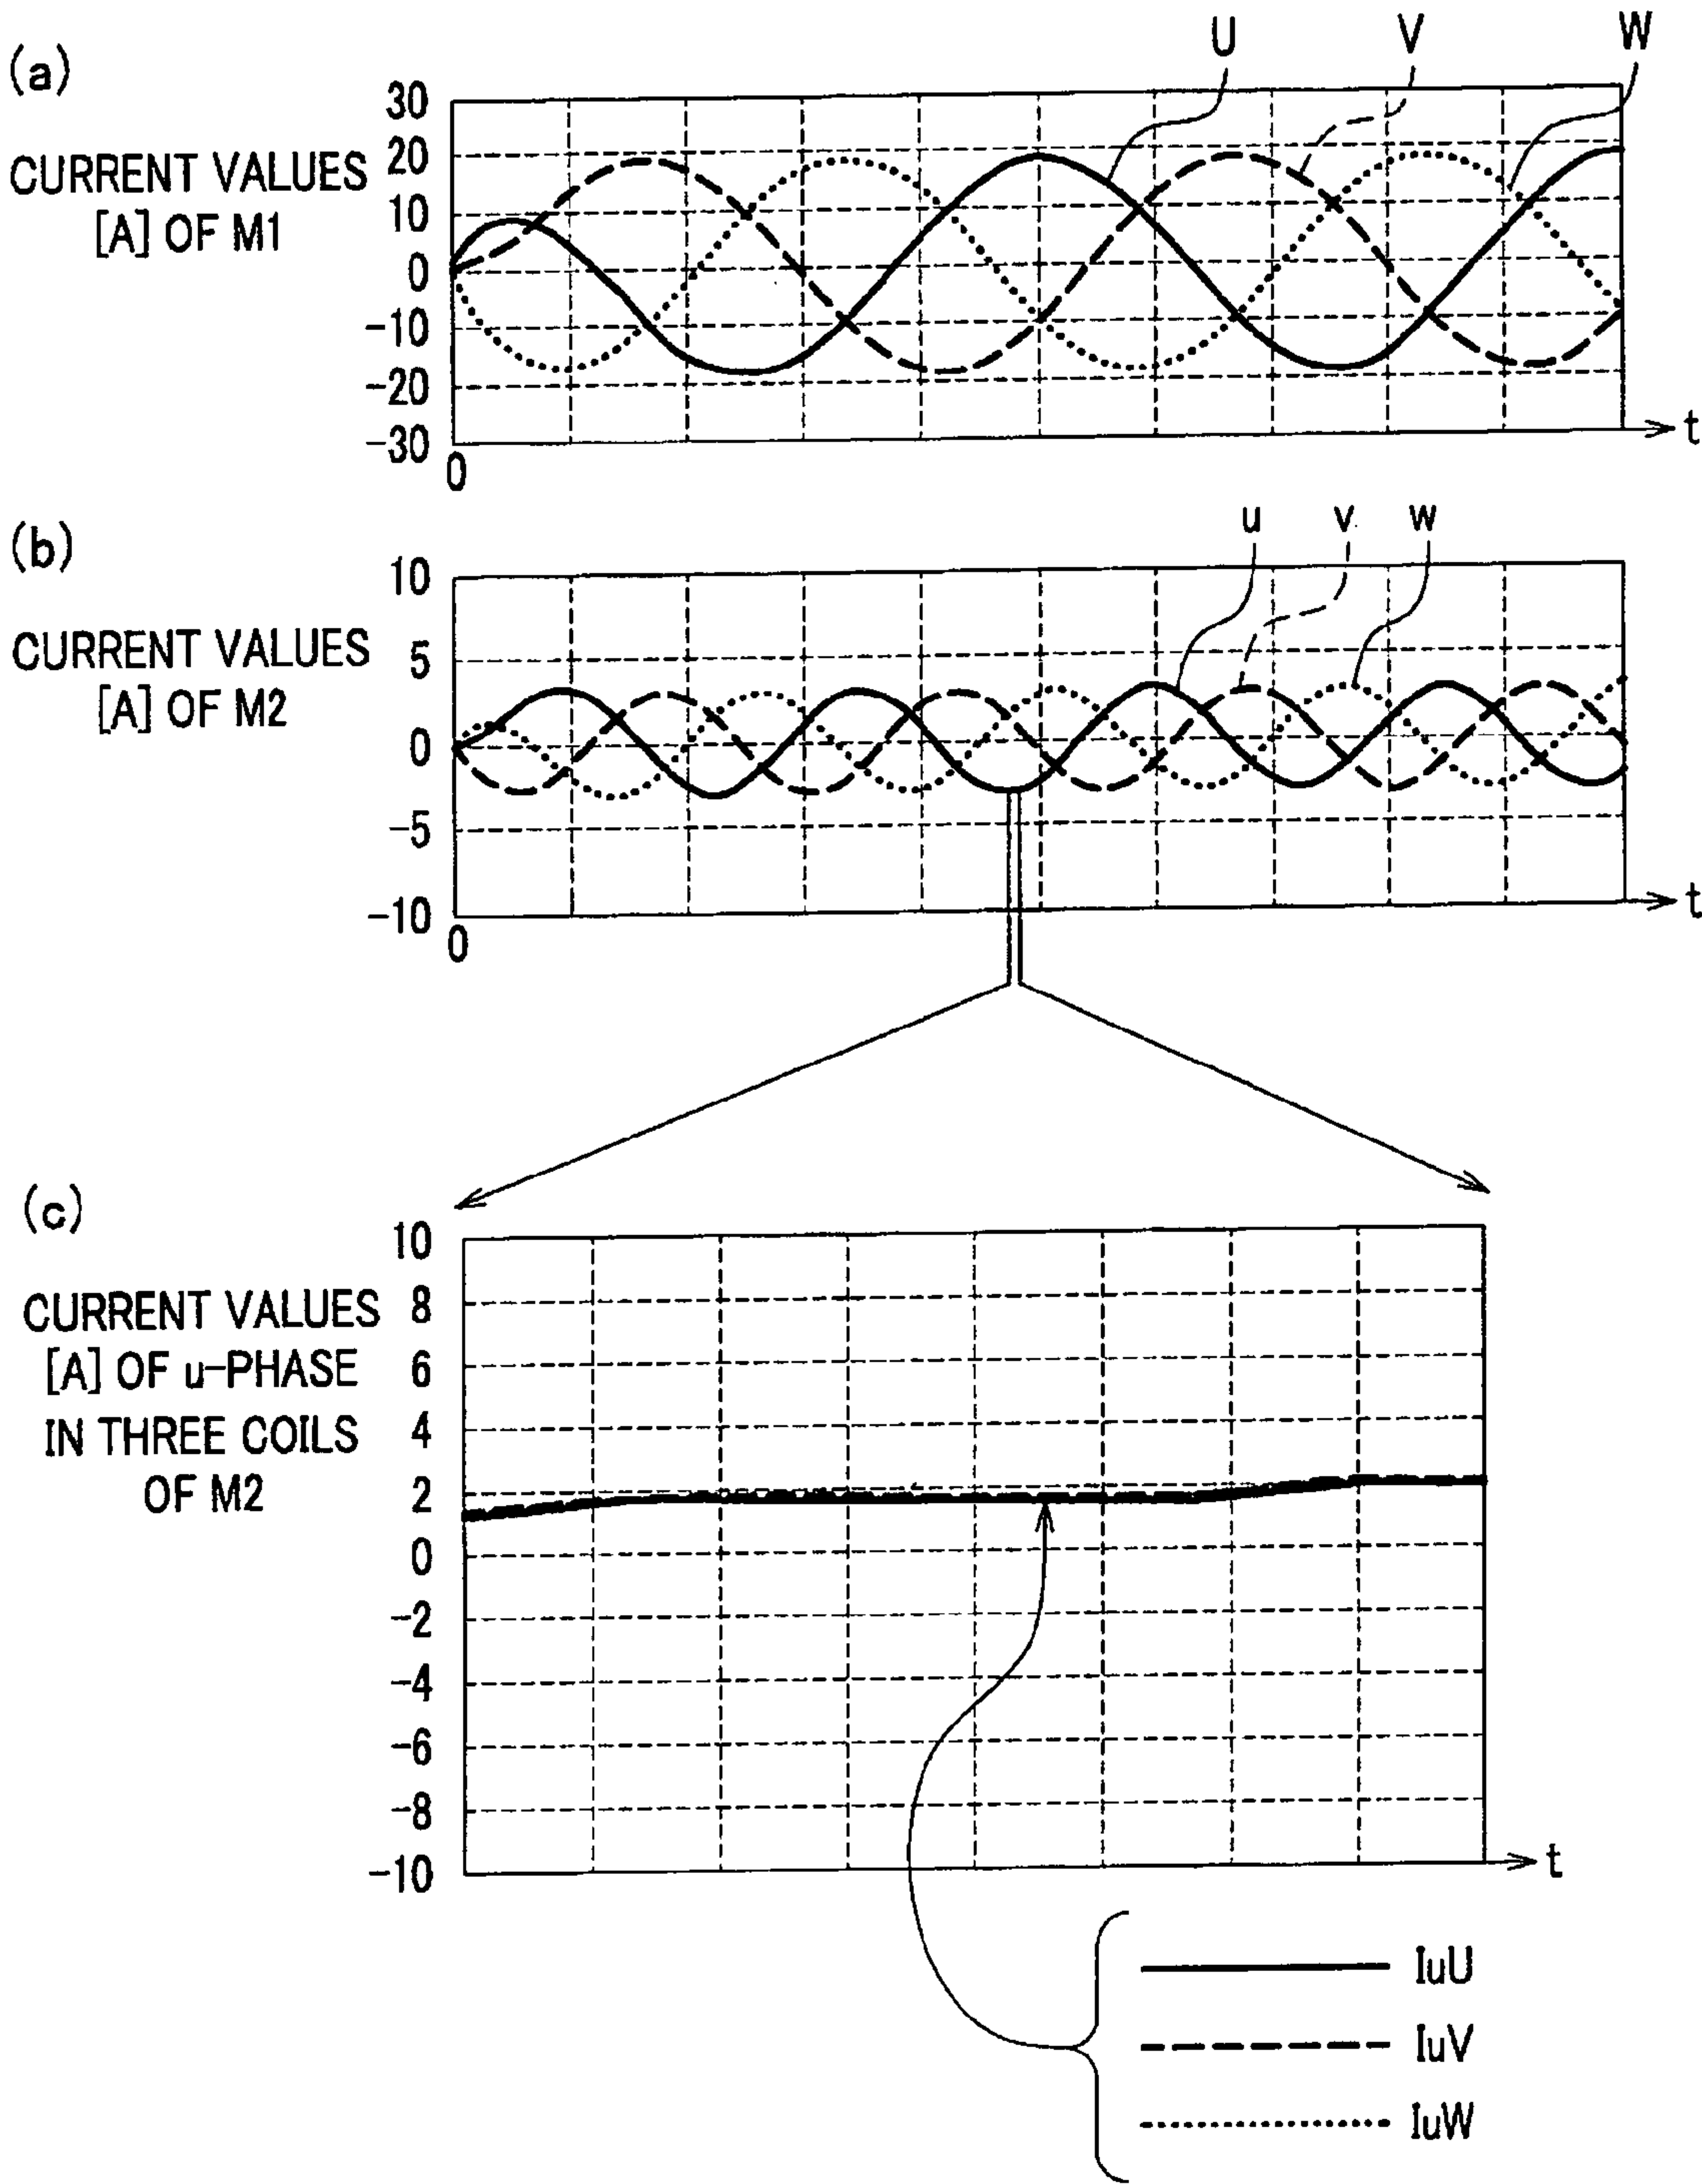 (a)
U V W
CURRENT VALUES
[A] OF M1
30
20
10
0
-10
-20
-30
0
t
(b)
u v w
CURRENT VALUES
[A] OF M2
10
5
0
-5
-10
0
t
(c)
CURRENT VALUES
[A] OF u-PHASE
IN THREE COILS
OF M2
10
8
6
4
2
0
-2
-4
-6
-8
-10
t
IuU
IuV
IuW